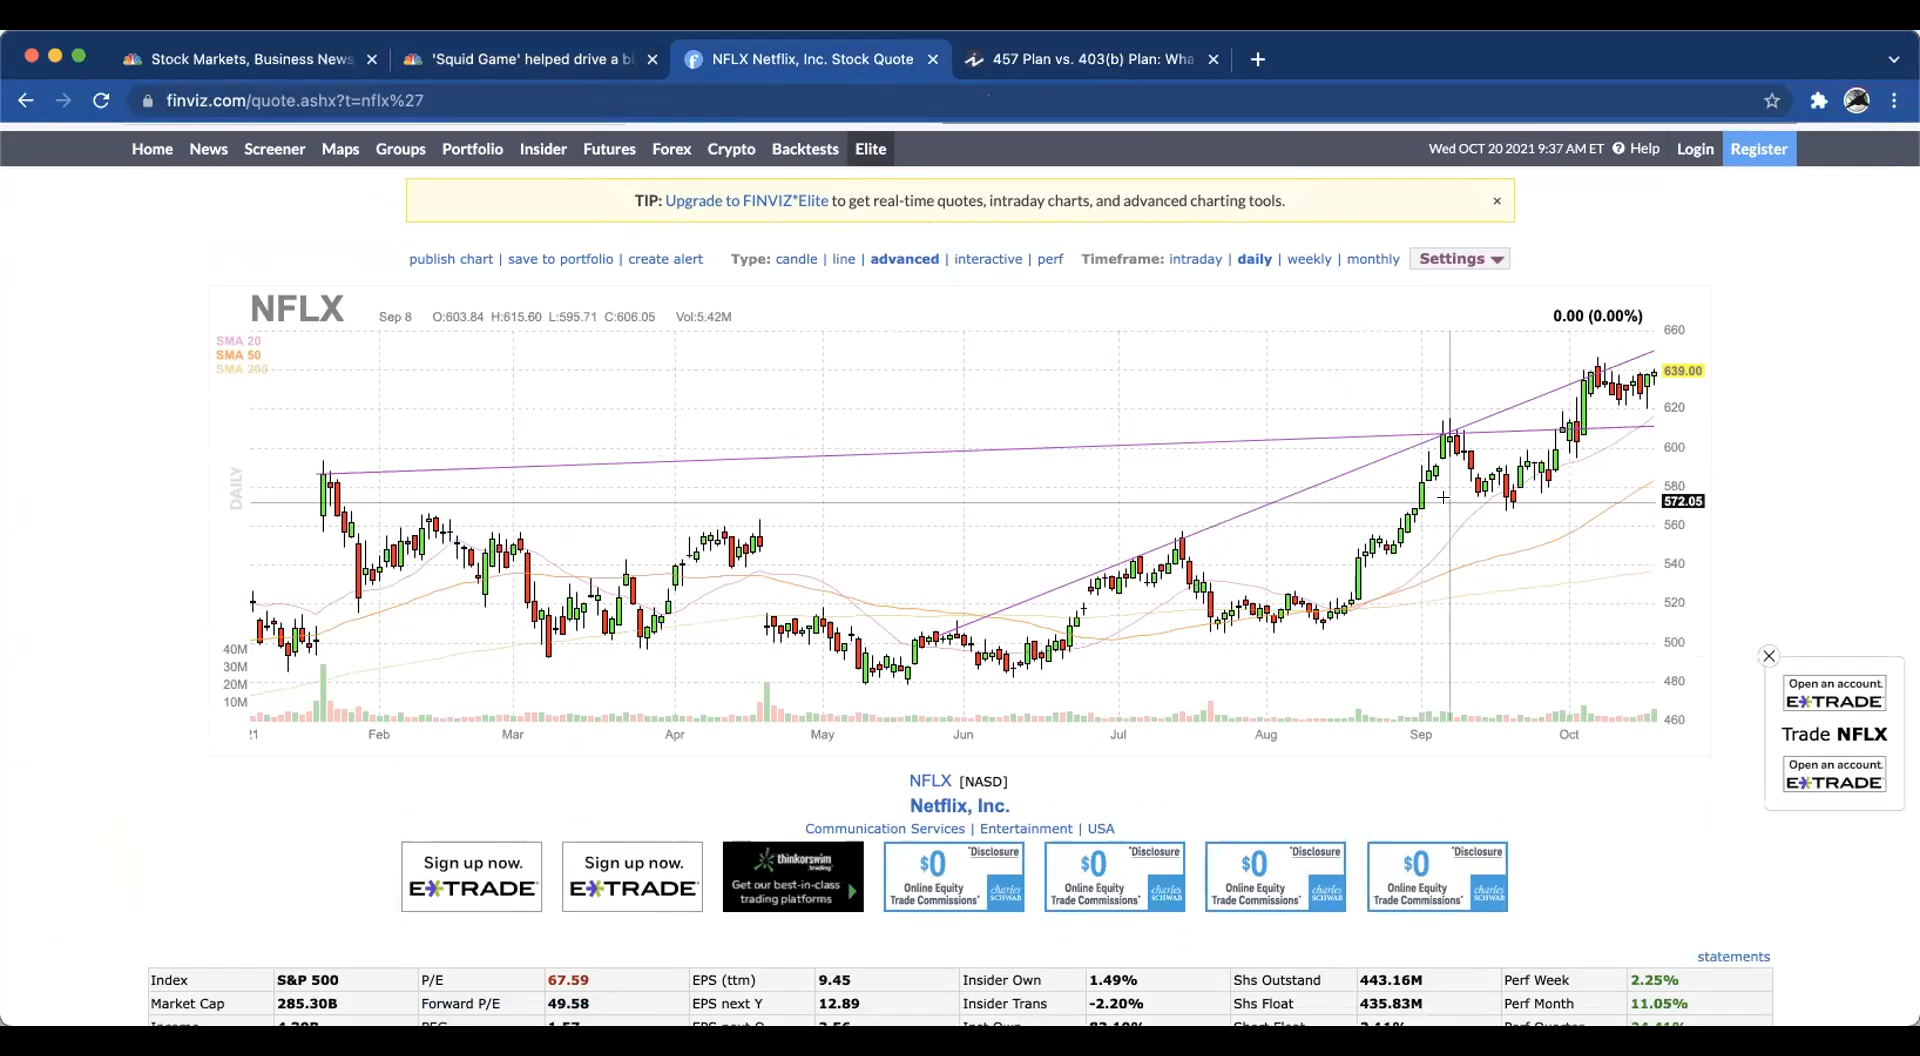 Stock Markets, Business News
'Squid Game' helped drive a bi
NFLX Netflix, Inc. Stock Quote
457 Plan vs. 403(b) Plan: Wha
finviz.com/quote.ashx?t=nflx%27
Home News Screener Maps Groups Portfolio Insider Futures Forex Crypto Backtests Elite Wed OCT 20 2021 9:37 AM ET Help Login Register
TIP: Upgrade to FINVIZ*Elite to get real-time quotes, intraday charts, and advanced charting tools. ×
publish chart | save to portfolio | create alert Type: candle | line | advanced | interactive | perf Timeframe: intraday | daily | weekly | monthly Settings
NFLX Sep 8 O:603.84 H:615.60 L:595.71 C:606.05 Vol:5.42M 0.00 (0.00%)
SMA 20
SMA 50
SMA 200
DAILY
660
639.00
620
600
580
572.05
560
540
520
500
480
460
40M
30M
20M
10M
21 Feb Mar Apr May Jun Jul Aug Sep Oct
Open an account.
E*TRADE
Trade NFLX
Open an account.
E*TRADE
NFLX [NASD]
Netflix, Inc.
Communication Services | Entertainment | USA
Sign up now.
E*TRADE
Sign up now.
E*TRADE
thinkorswim
trading
Get our best-in-class
trading platforms
$0 *Disclosure
Online Equity
Trade Commissions*
charles
SCHWAB
$0 *Disclosure
Online Equity
Trade Commissions*
charles
SCHWAB
$0 *Disclosure
Online Equity
Trade Commissions*
charles
SCHWAB
$0 *Disclosure
Online Equity
Trade Commissions*
charles
SCHWAB
statements
Index S&P 500 P/E 67.59 EPS (ttm) 9.45 Insider Own 1.49% Shs Outstand 443.16M Perf Week 2.25%
Market Cap 285.30B Forward P/E 49.58 EPS next Y 12.89 Insider Trans -2.20% Shs Float 435.83M Perf Month 11.05%